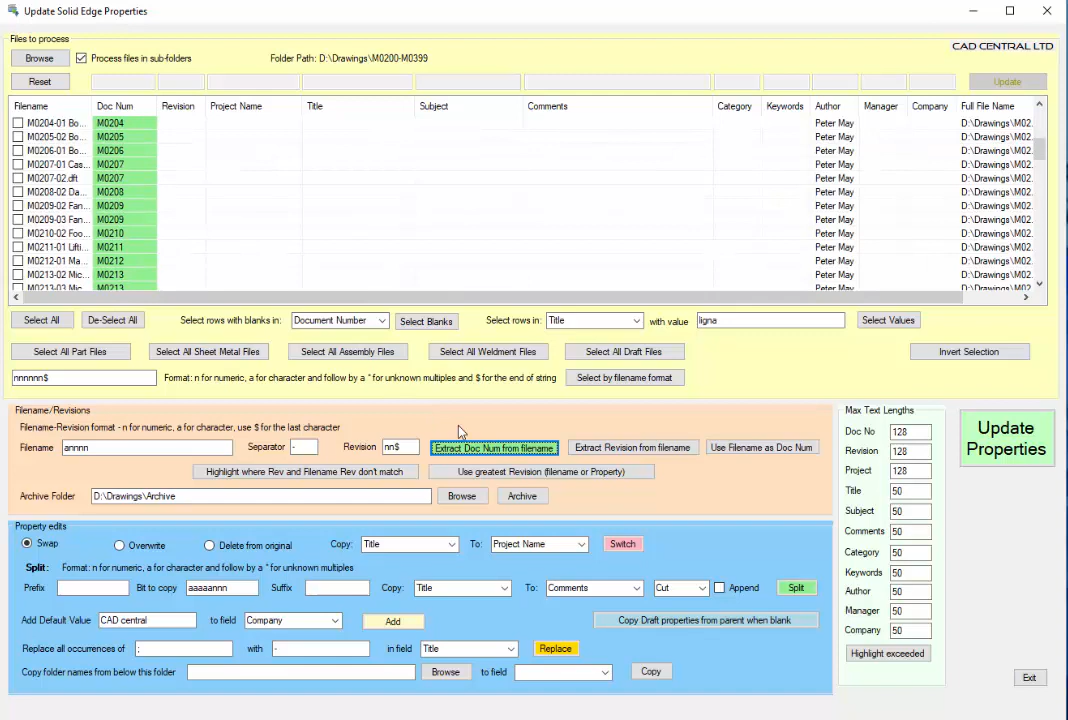 Update Solid Edge Properties
Files to process
CAD CENTRAL LTD
Browse Process files in sub-folders Folder Path: D:\Drawings\M0200-M0399
Reset Update
Filename Doc Num Revision Project Name Title Subject Comments Category Keywords Author Manager Company Full File Name
M0204-01 Bo... M0204 Peter May D:\Drawings\M02...
M0205-02 Bo... M0205 Peter May D:\Drawings\M02...
M0206-01 Bo... M0206 Peter May D:\Drawings\M02...
M0207-01 Cas... M0207 Peter May D:\Drawings\M02...
M0207-02.dft M0207 Peter May D:\Drawings\M02...
M0208-02 Da... M0208 Peter May D:\Drawings\M02...
M0209-02 Fan... M0209 Peter May D:\Drawings\M02...
M0209-03 Fan... M0209 Peter May D:\Drawings\M02...
M0210-02 Foo... M0210 Peter May D:\Drawings\M02...
M0211-01 Lifti... M0211 Peter May D:\Drawings\M02...
M0212-01 Ma... M0212 Peter May D:\Drawings\M02...
M0213-02 Mic... M0213 Peter May D:\Drawings\M02...
M0213-03 Mic... M0213 Peter May D:\Drawings\M02...
Select All De-Select All Select rows with blanks in: Document Number Select Blanks Select rows in: Title with value ligna Select Values
Select All Part Files Select All Sheet Metal Files Select All Assembly Files Select All Weldment Files Select All Draft Files Invert Selection
nnnnnn$ Format: n for numeric, a for character and follow by a * for unknown multiples and $ for the end of string Select by filename format
Filename/Revisions
Filename-Revision format - n for numeric, a for character, use $ for the last character
Filename annnn Separator - Revision nn$ Extract Doc Num from filename Extract Revision from filename Use Filename as Doc Num
Highlight where Rev and Filename Rev don't match Use greatest Revision (filename or Property)
Archive Folder D:\Drawings\Archive Browse Archive
Property edits
Swap Overwrite Delete from original Copy: Title To: Project Name Switch
Split: Format: n for numeric, a for character and follow by a * for unknown multiples
Prefix Bit to copy aaaaannn Suffix Copy: Title To: Comments Cut Append Split
Add Default Value CAD central to field Company Add Copy Draft properties from parent when blank
Replace all occurrences of ; with - in field Title Replace
Copy folder names from below this folder Browse to field Copy
Max Text Lengths
Doc No 128
Revision 128
Project 128
Title 50
Subject 50
Comments 50
Category 50
Keywords 50
Author 50
Manager 50
Company 50
Highlight exceeded
Update
Properties
Exit